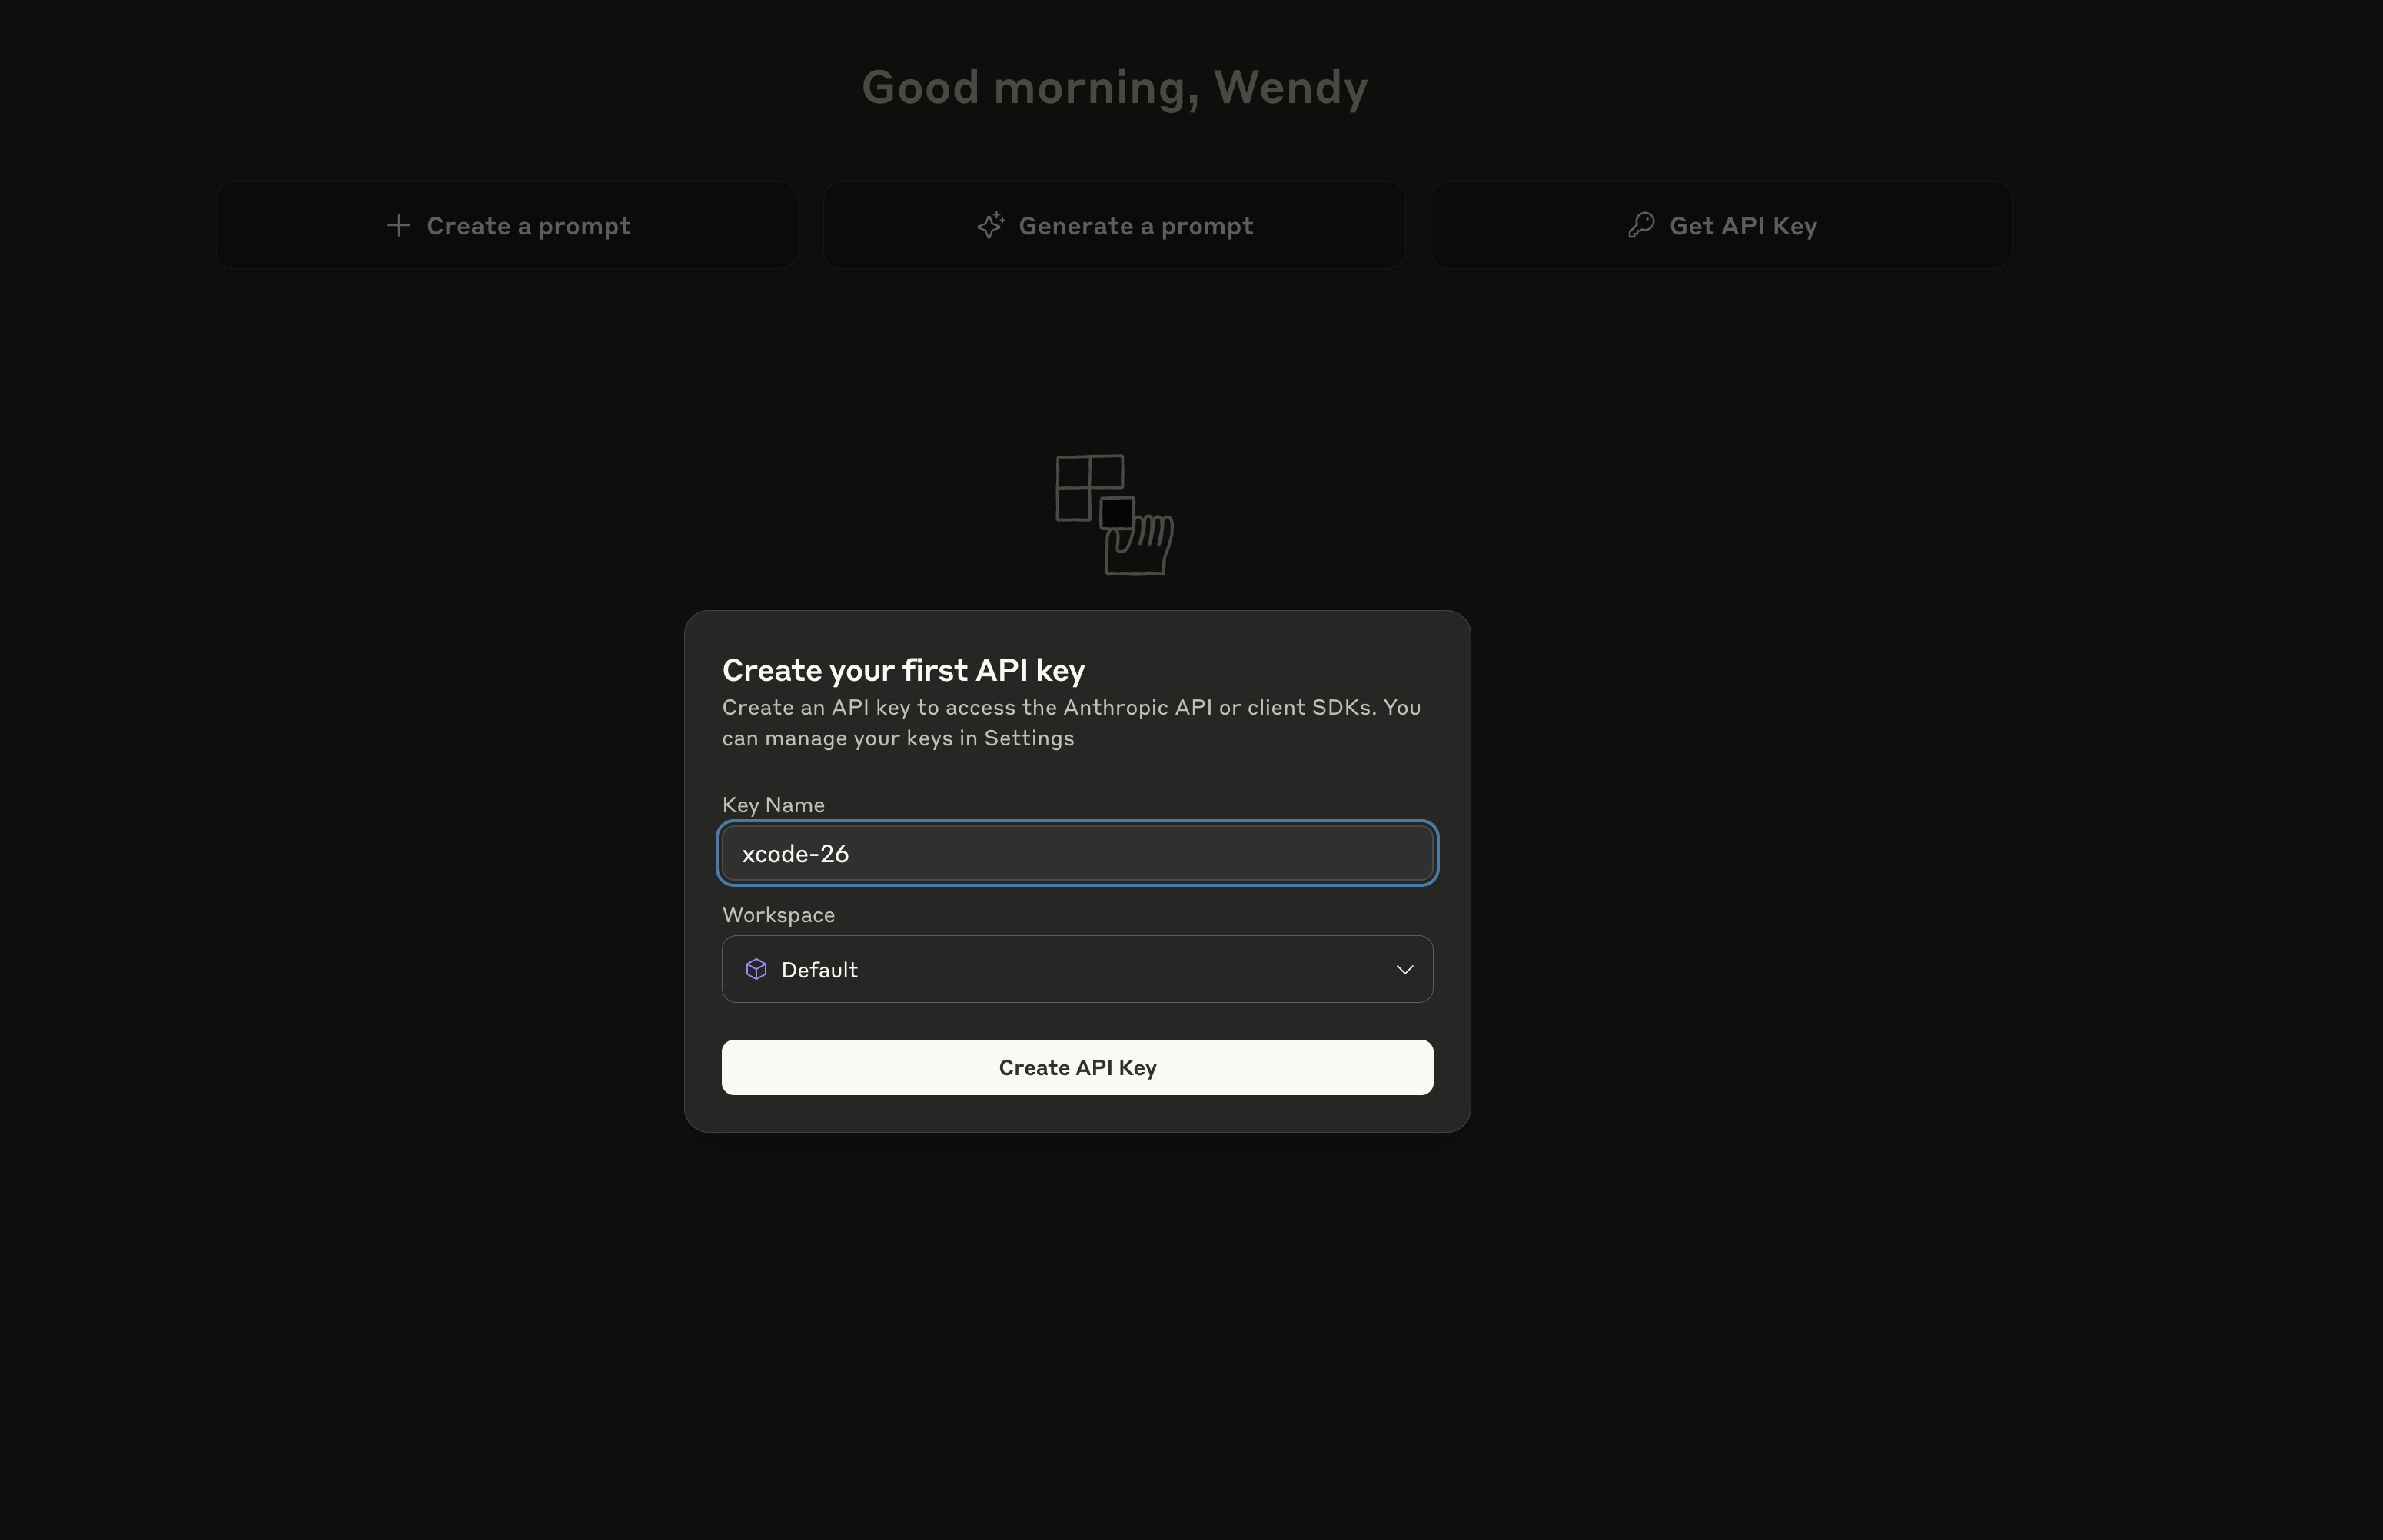 Good morning, Wendy
Create a prompt
Generate a prompt
Get API Key
Create your first API key
Create an API key to access the Anthropic API or client SDKs. You
can manage your keys in Settings
Key Name
xcode-26
Workspace
Default
Create API Key